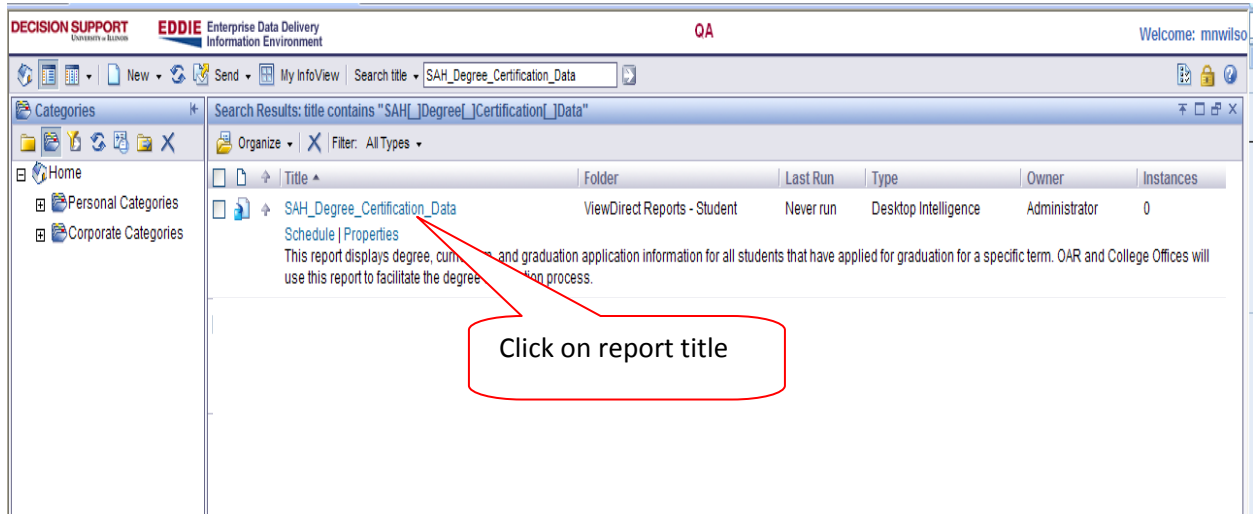 DECISION SUPPORT EDDIE Enterprise Data Delivery QA Welcome: mnwilso
UNIVERSITY OF ILLINOIS Information Environment
New Send My InfoView Search title SAH_Degree_Certification_Data
Categories Search Results: title contains "SAH[_]Degree[_]Certification[_]Data"
Organize Filter: All Types
Home Title Folder Last Run Type Owner Instances
Personal Categories SAH_Degree_Certification_Data ViewDirect Reports - Student Never run Desktop Intelligence Administrator 0
Corporate Categories Schedule | Properties
This report displays degree, and graduation application information for all students that have applied for graduation for a specific term. OAR and College Offices will
use this report to facilitate the degree process.
Click on report title